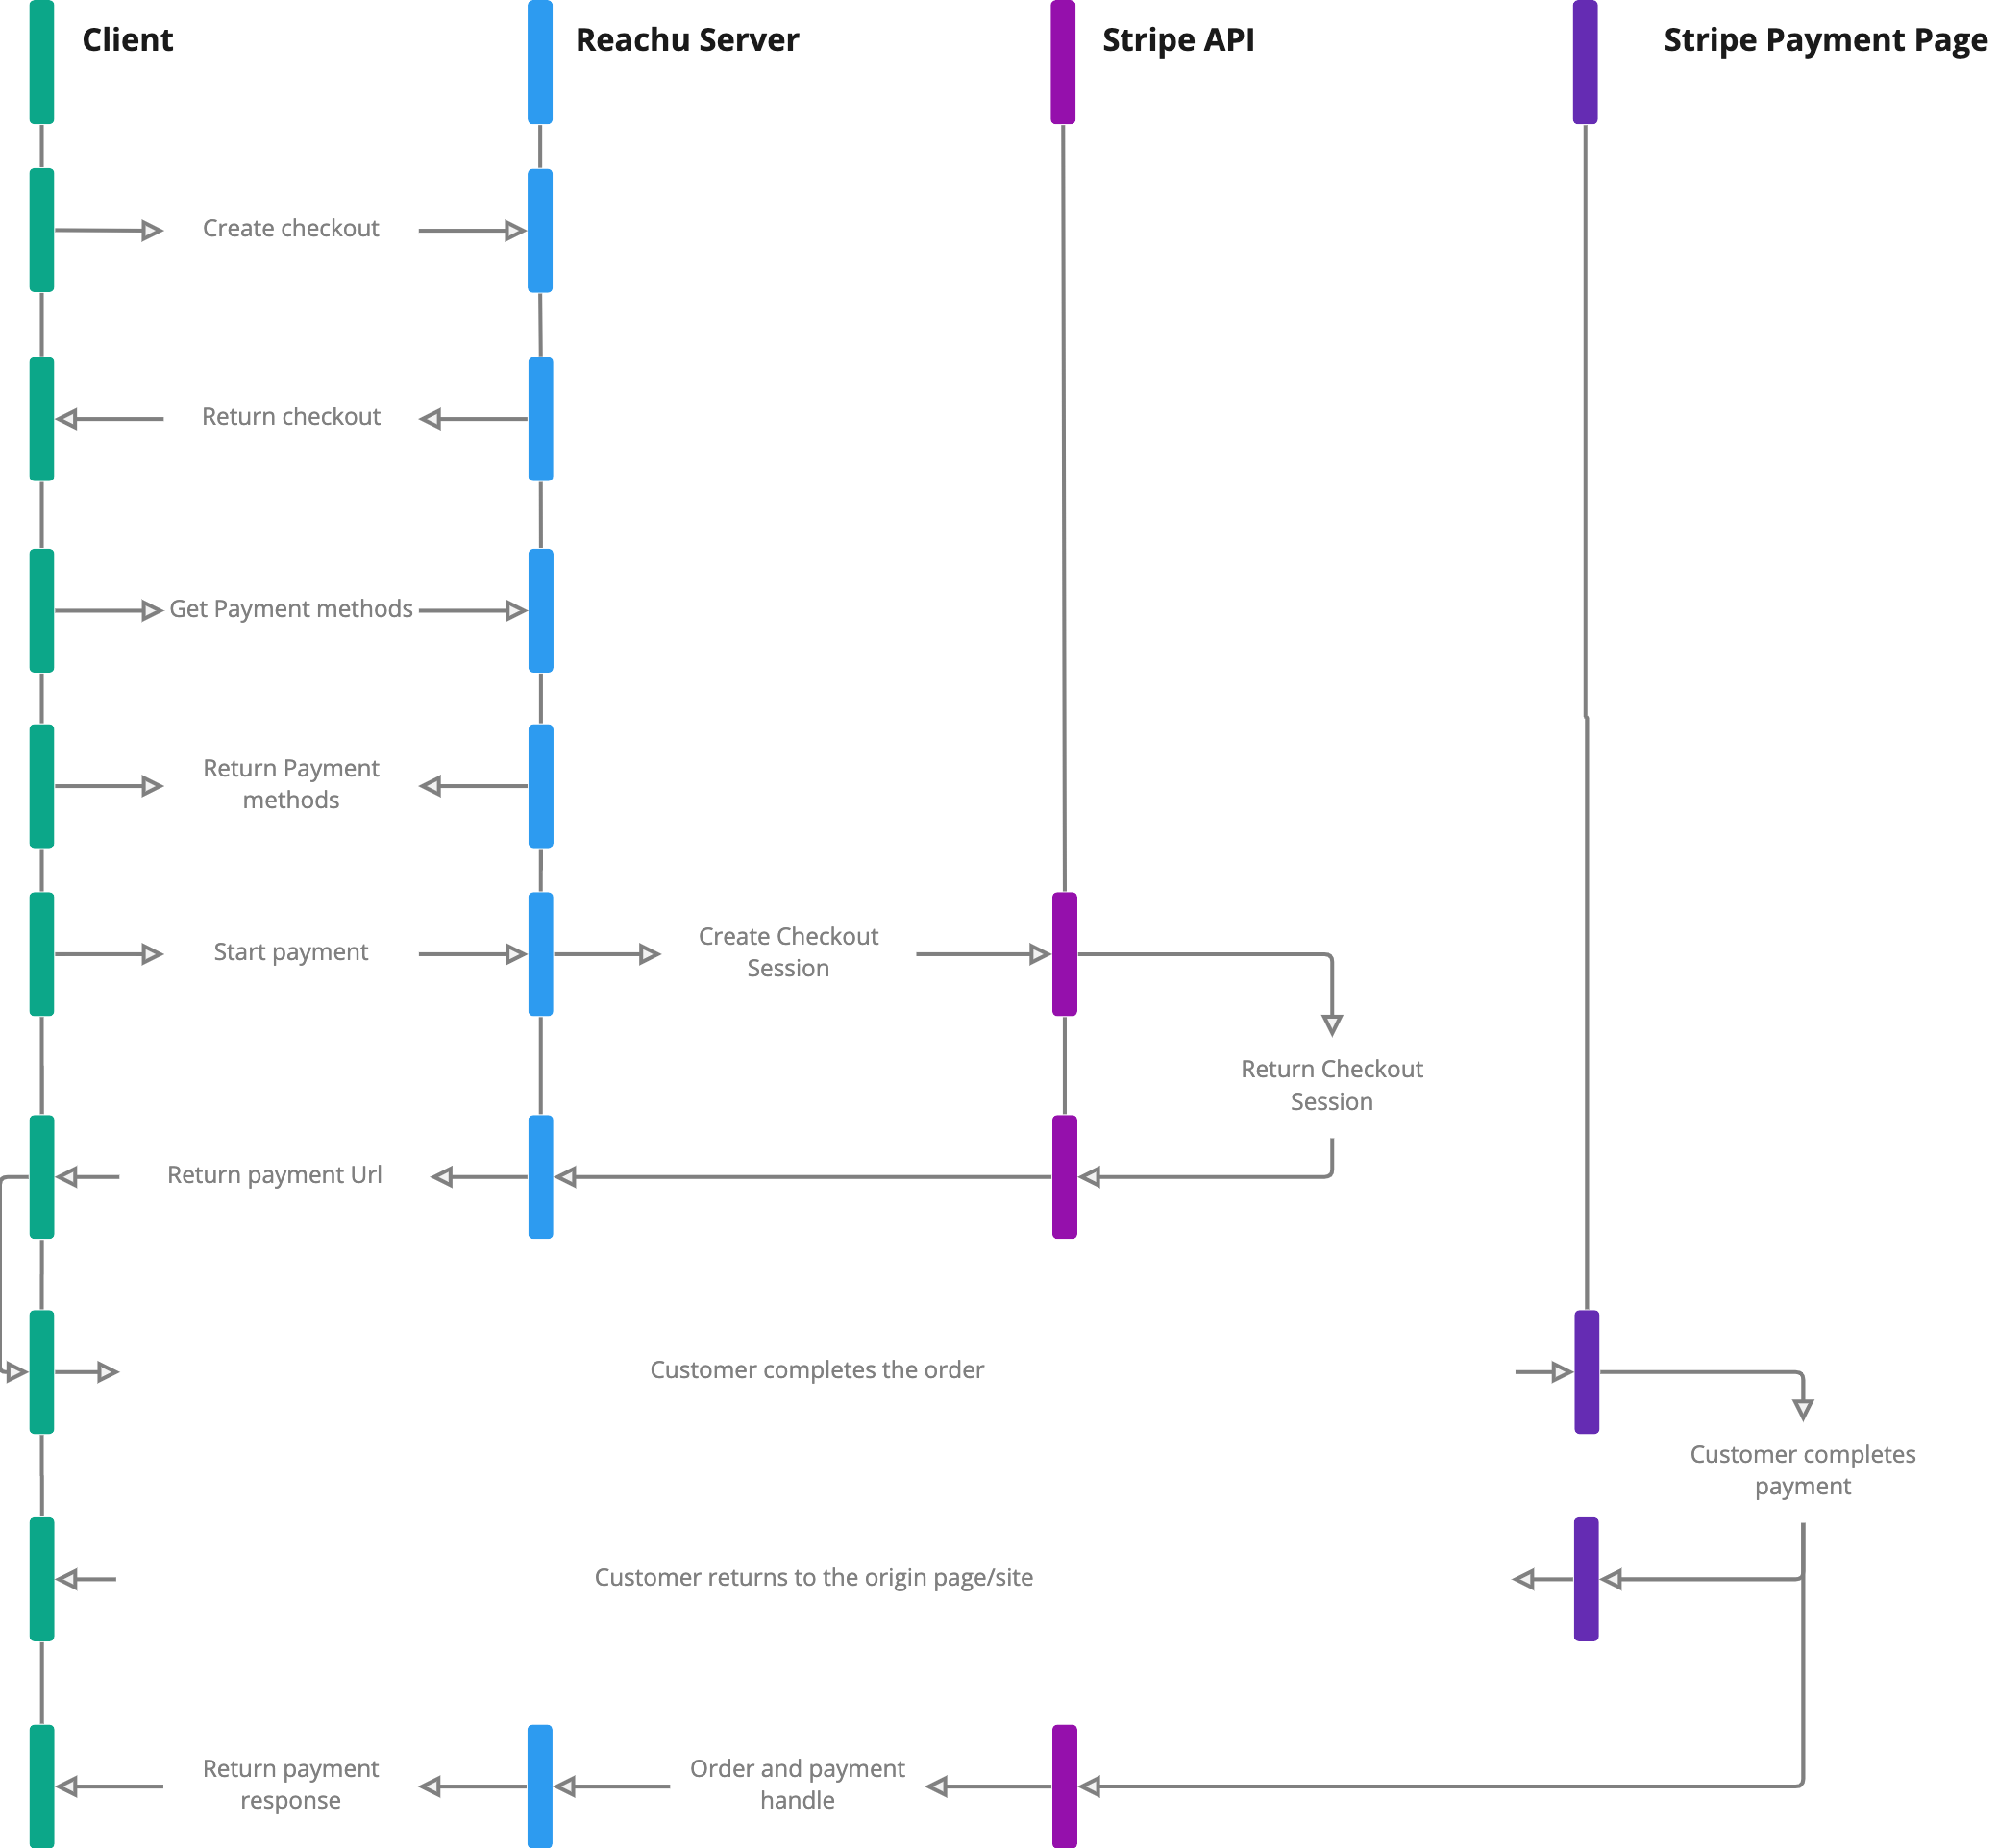 Client
Reachu Server
Stripe API
Stripe Payment Page
Create checkout
Return checkout
Get Payment methods
Return Payment
methods
Start payment
Create Checkout
Session
Return Checkout
Session
Return payment Url
Customer completes the order
Customer completes
payment
Customer returns to the origin page/site
Return payment
response
Order and payment
handle